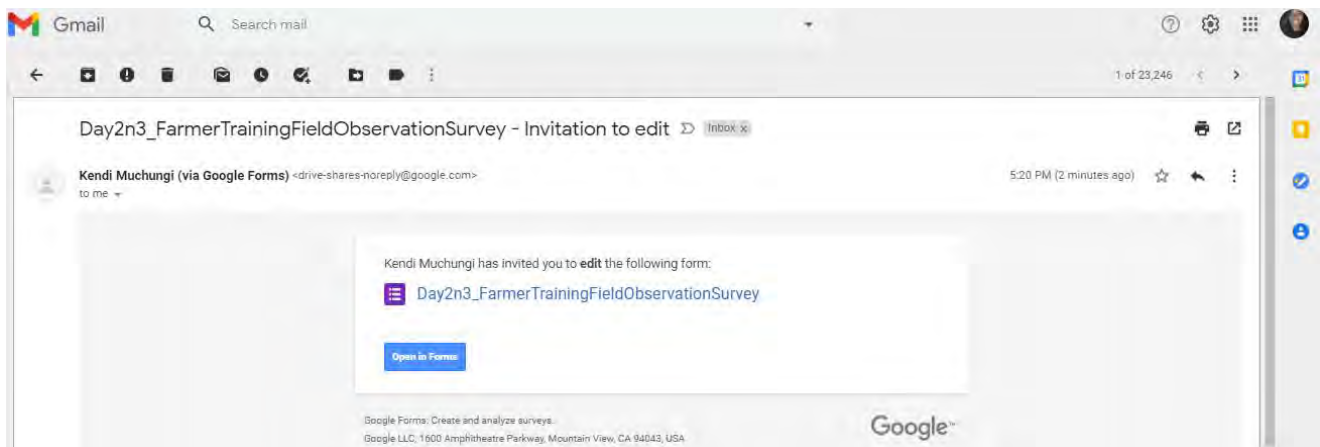 Gmail
Search mail
1 of 23,246
Day2n3_FarmerTrainingFieldObservationSurvey - Invitation to edit Inbox x
Kendi Muchungi (via Google Forms) <drive-shares-noreply@google.com> 5:20 PM (2 minutes ago)
to me
Kendi Muchungi has invited you to edit the following form:
Day2n3_FarmerTrainingFieldObservationSurvey
Open in Forms
Google Forms: Create and analyze surveys.
Google LLC, 1600 Amphitheatre Parkway, Mountain View, CA 94043, USA
Google